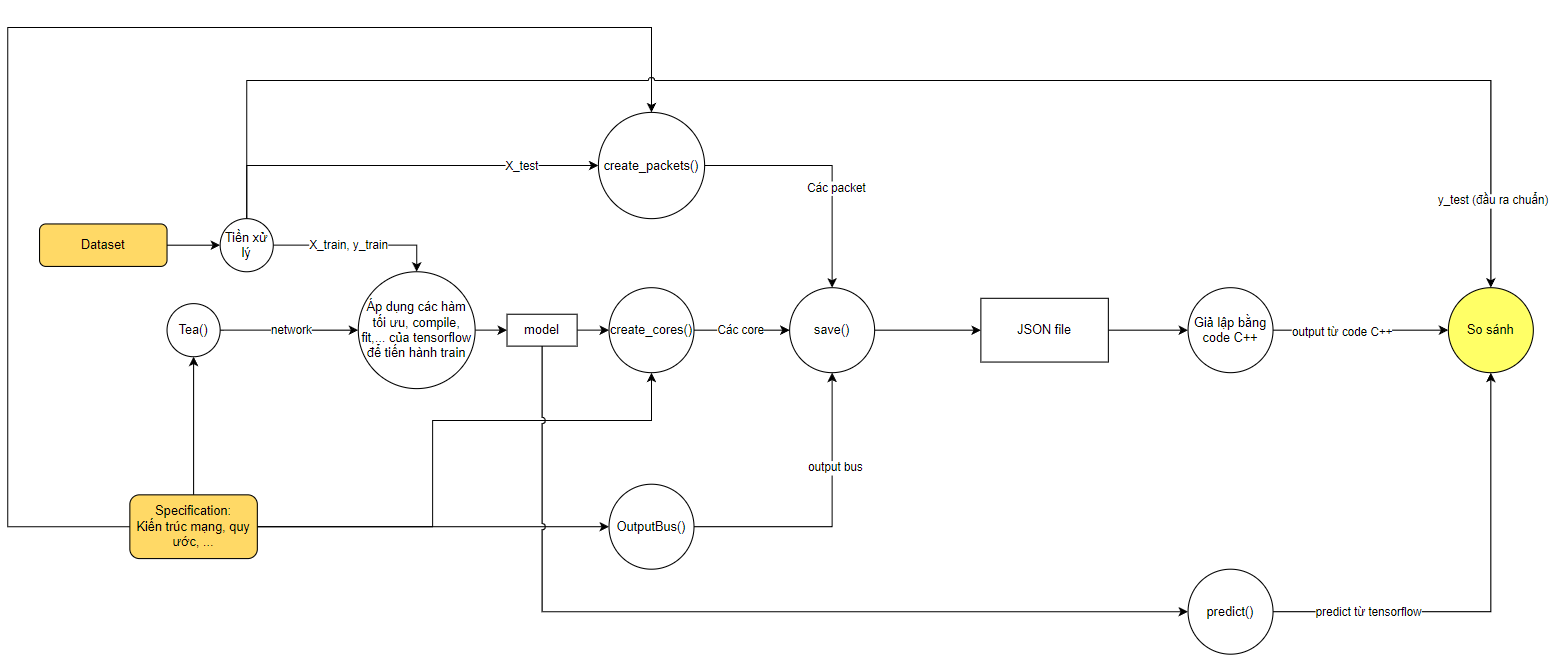 X_test
create_packets()
Các packet
y_test (đầu ra chuẩn)
Dataset
Tiền xử
lý
X_train, y_train
Tea()
network
Áp dụng các hàm
tối ưu, compile,
fit,... của tensorflow
để tiến hành train
model
create_cores()
Các core
save()
JSON file
Giả lập bằng
code C++
output từ code C++
So sánh
output bus
Specification:
Kiến trúc mạng, quy
ước, ...
OutputBus()
predict()
predict từ tensorflow